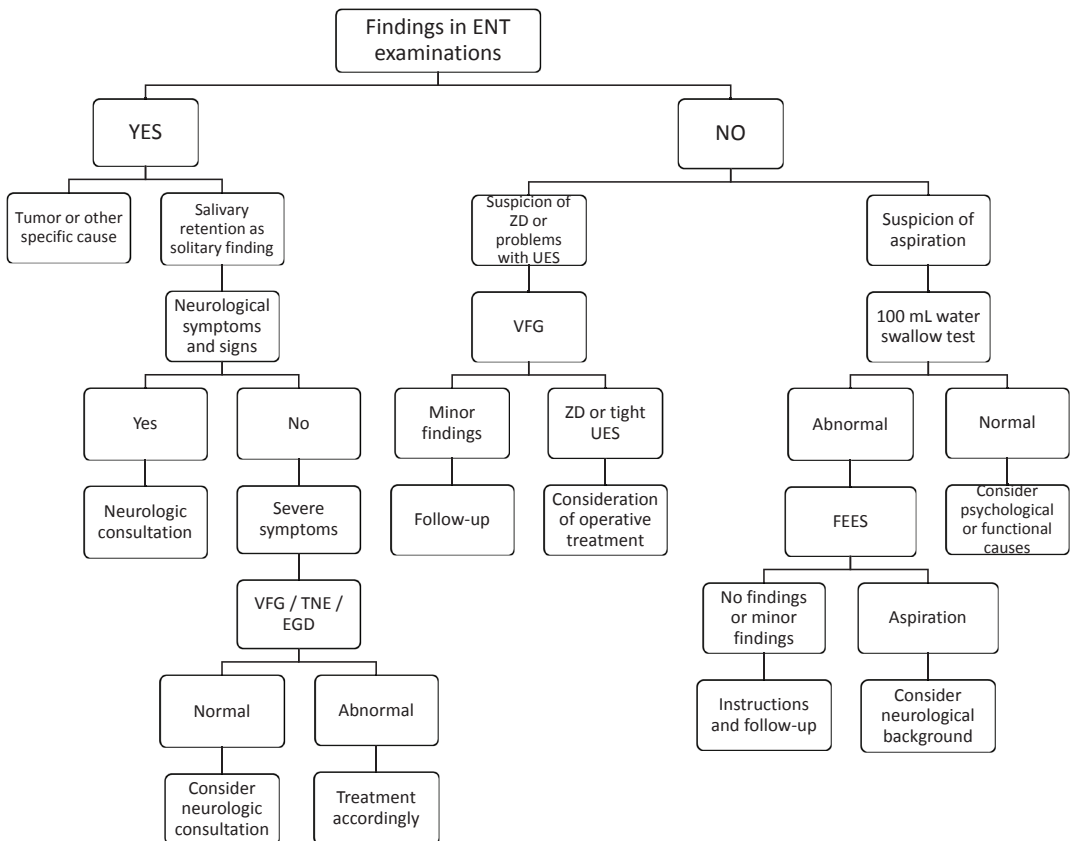 Findings in ENT
examinations
YES
NO
Tumor or other
specific cause
Salivary
retention as
solitary finding
Suspicion of
ZD or
problems
with UES
Suspicion of
aspiration
Neurological
symptoms
and signs
VFG
100 mL water
swallow test
Yes
No
Minor
findings
ZD or tight
UES
Abnormal
Normal
Neurologic
consultation
Severe
symptoms
Follow-up
Consideration
of operative
treatment
FEES
Consider
psychological
or functional
causes
VFG / TNE /
EGD
No findings
or minor
findings
Aspiration
Normal
Abnormal
Instructions
and follow-up
Consider
neurological
background
Consider
neurologic
consultation
Treatment
accordingly